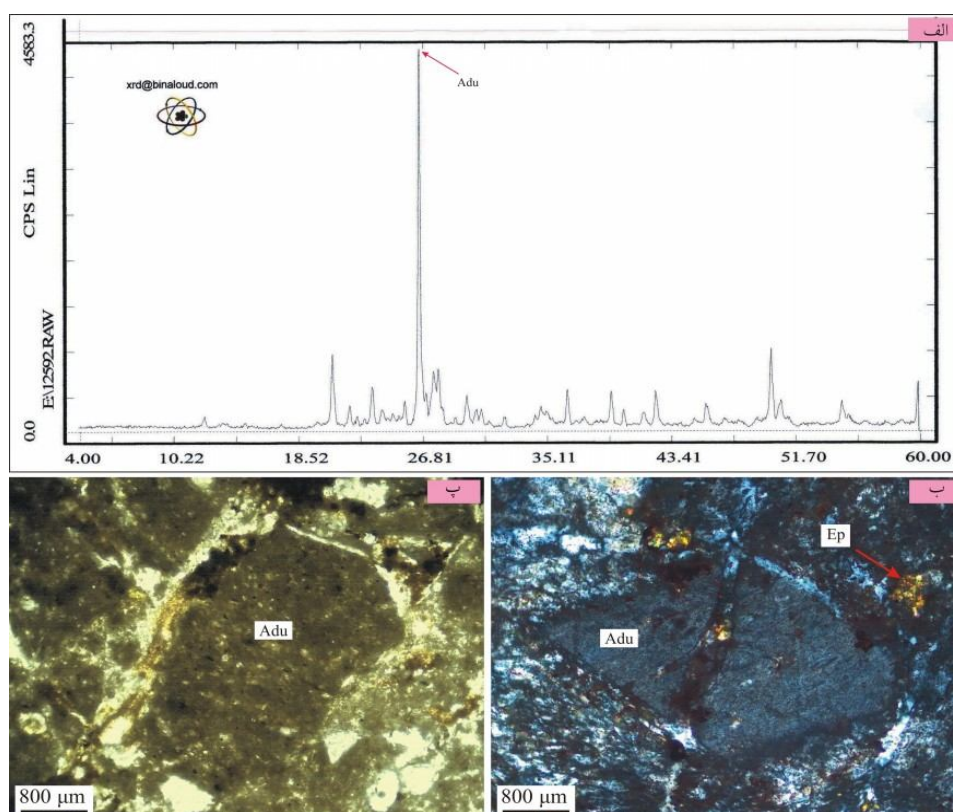 الف
4583.3
Adu
xrd@binaloud.com
CPS Lin
E:\12592.RAW
0.0
4.00 10.22 18.52 26.81 35.11 43.41 51.70 60.00
پ
Adu
800 µm
ب
Ep
Adu
800 µm